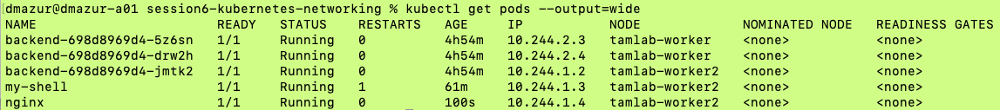 dmazur@dmazur-a01 session6-kubernetes-networking % kubectl get pods --output=wide
NAME READY STATUS RESTARTS AGE IP NODE NOMINATED NODE READINESS GATES
backend-698d8969d4-5z6sn 1/1 Running 0 4h54m 10.244.2.3 tamlab-worker <none> <none>
backend-698d8969d4-drw2h 1/1 Running 0 4h54m 10.244.2.4 tamlab-worker <none> <none>
backend-698d8969d4-jmtk2 1/1 Running 0 4h54m 10.244.1.2 tamlab-worker2 <none> <none>
my-shell 1/1 Running 1 61m 10.244.1.3 tamlab-worker2 <none> <none>
nginx 1/1 Running 0 100s 10.244.1.4 tamlab-worker2 <none> <none>